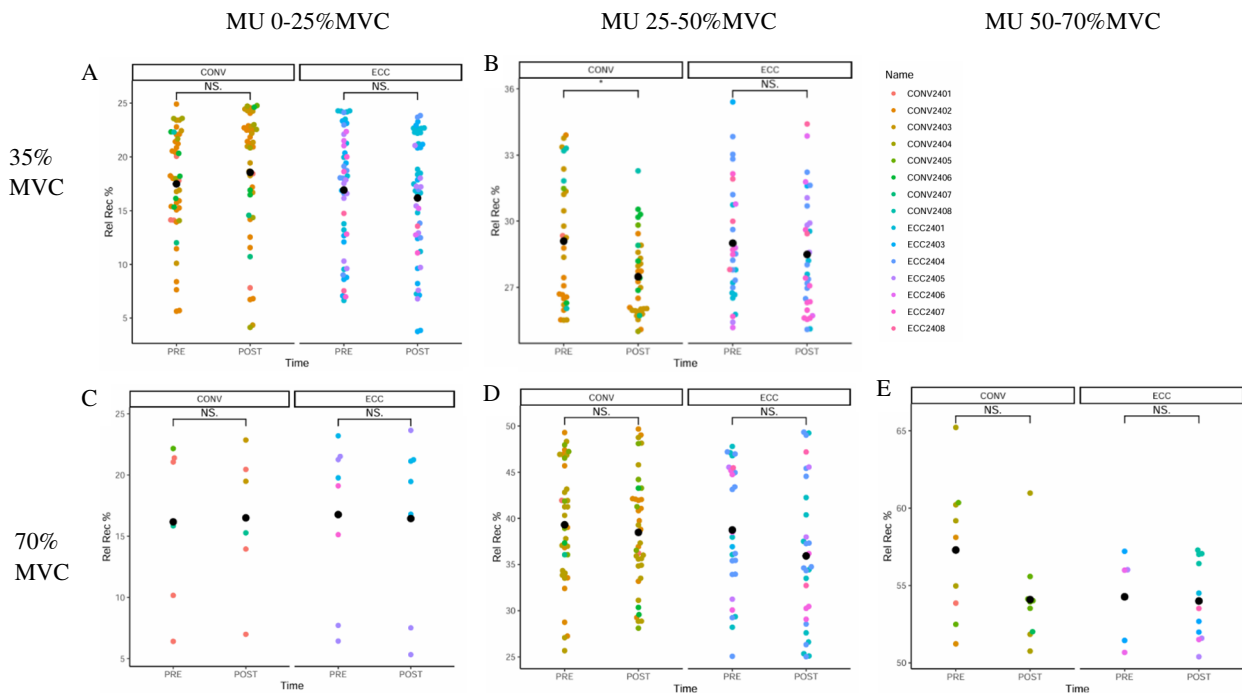 MU 0-25%MVC
MU 25-50%MVC
MU 50-70%MVC
35%
MVC
A
CONV
ECC
NS.
NS.
25
20
15
10
5
Rel Rec %
PRE
POST
PRE
POST
Time
B
CONV
ECC
*
NS.
36
33
30
27
Rel Rec %
PRE
POST
PRE
POST
Time
Name
CONV2401
CONV2402
CONV2403
CONV2404
CONV2405
CONV2406
CONV2407
CONV2408
ECC2401
ECC2403
ECC2404
ECC2405
ECC2406
ECC2407
ECC2408
70%
MVC
C
CONV
ECC
NS.
NS.
25
20
15
10
5
Rel Rec %
PRE
POST
PRE
POST
Time
D
CONV
ECC
NS.
NS.
50
45
40
35
30
25
Rel Rec %
PRE
POST
PRE
POST
Time
E
CONV
ECC
NS.
NS.
65
60
55
50
Rel Rec %
PRE
POST
PRE
POST
Time